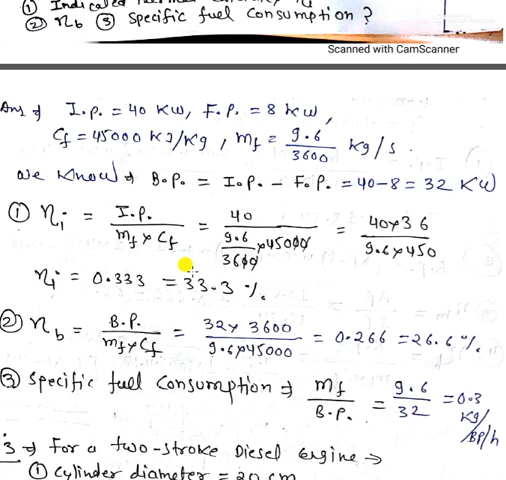 ① Indicated
② ηb ③ Specific fuel Consumption ?
Scanned with CamScanner
Ans → I.P. = 40 KW, F.P. = 8 KW,
Cf = 45000 KJ/Kg, mf = 9.6/3600 Kg/s.
We Know → B.P. = I.P. - F.P. = 40-8 = 32 KW
① ηi = I.P./mf × Cf = 40/(9.6/3600 × 45000) = 40×36/9.6×450
ηi = 0.333 = 33.3 %.
② ηb = B.P./mf×Cf = 32 × 3600/9.6×45000 = 0.266 = 26.6 %.
③ Specific fuel Consumption → mf/B.P. = 9.6/32 = 0.3 Kg/BP/h
3 → For a two-stroke Diesel engine →
① Cylinder diameter = 20 cm